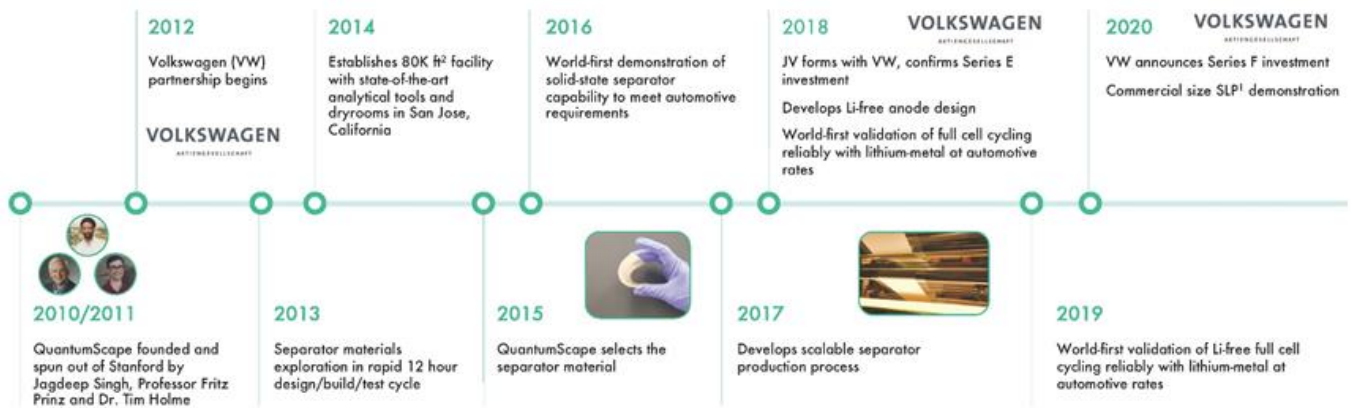 2012
Volkswagen (VW)
partnership begins
VOLKSWAGEN
AKTIENGESELLSCHAFT
2014
Establishes 80K ft² facility
with state-of-the-art
analytical tools and
dryrooms in San Jose,
California
2016
World-first demonstration of
solid-state separator
capability to meet automotive
requirements
2018
VOLKSWAGEN
AKTIENGESELLSCHAFT
JV forms with VW, confirms Series E
investment
Develops Li-free anode design
World-first validation of full cell cycling
reliably with lithium-metal at automotive
rates
2020
VOLKSWAGEN
AKTIENGESELLSCHAFT
VW announces Series F investment
Commercial size SLP¹ demonstration
2010/2011
QuantumScape founded and
spun out of Stanford by
Jagdeep Singh, Professor Fritz
Prinz and Dr. Tim Holme
2013
Separator materials
exploration in rapid 12 hour
design/build/test cycle
2015
QuantumScape selects the
separator material
2017
Develops scalable separator
production process
2019
World-first validation of Li-free full cell
cycling reliably with lithium-metal at
automotive rates